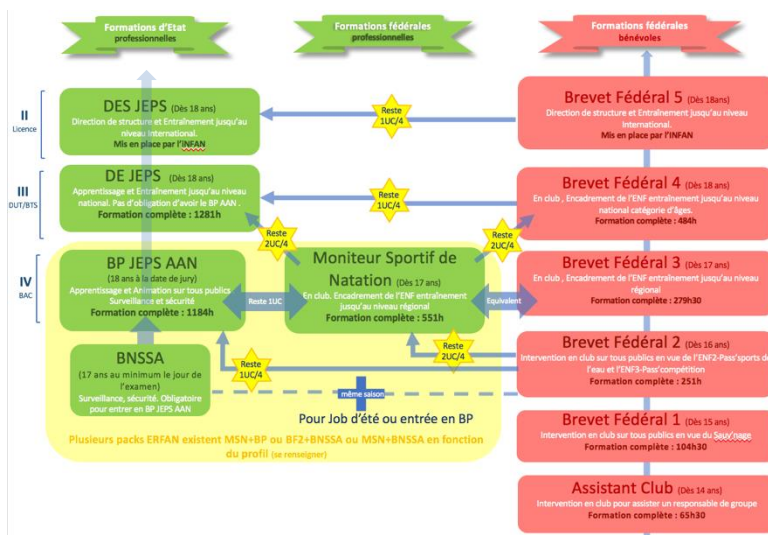 Formations d'Etat
professionnelles
Formations fédérales
professionnelles
Formations fédérales
bénévoles
II
Licence
DES JEPS (Dès 18 ans)
Direction de structure et Entraînement jusqu'au
niveau International.
Mis en place par l'INFAN
Reste
1UC/4
Brevet Fédéral 5 (Dès 18ans)
Direction de structure et Entraînement jusqu'au niveau
International.
Mis en place par l'INFAN
III
DUT/BTS
DE JEPS (Dès 18 ans)
Apprentissage et Entraînement jusqu'au niveau
national. Pas d'obligation d'avoir le BP AAN .
Formation complète : 1281h
Reste
1UC/4
Brevet Fédéral 4 (Dès 18 ans)
En club , Encadrement de l'ENF entraînement jusqu'au niveau
national catégorie d'âges.
Formation complète : 484h
Reste
2UC/4
Reste
2UC/4
IV
BAC
BP JEPS AAN
(18 ans à la date de jury)
Apprentissage et Animation sur tous publics
Surveillance et sécurité
Formation complète : 1184h
Reste 1UC
Moniteur Sportif de
Natation (Dès 17 ans)
En club. Encadrement de l'ENF entraînement
jusqu'au niveau régional
Formation complète : 551h
Equivalent
Brevet Fédéral 3 (Dès 17 ans)
En club , Encadrement de l'ENF entraînement jusqu'au niveau
régional
Formation complète : 279h30
BNSSA
(17 ans au minimum le jour de
l'examen)
Surveillance, sécurité. Obligatoire
pour entrer en BP JEPS AAN
Reste
1UC/4
Reste
2UC/4
Brevet Fédéral 2 (Dès 16 ans)
Intervention en club sur tous publics en vue de l'ENF2-Pass'sports de
l'eau et l'ENF3-Pass'compétition
Formation complète : 251h
même saison
Pour Job d'été ou entrée en BP
Plusieurs packs ERFAN existent MSN+BP ou BF2+BNSSA ou MSN+BNSSA en fonction
du profil (se renseigner)
Brevet Fédéral 1 (Dès 15 ans)
Intervention en club sur tous publics en vue du Sauv'nage
Formation complète : 104h30
Assistant Club (Dès 14 ans)
Intervention en club pour assister un responsable de groupe
Formation complète : 65h30